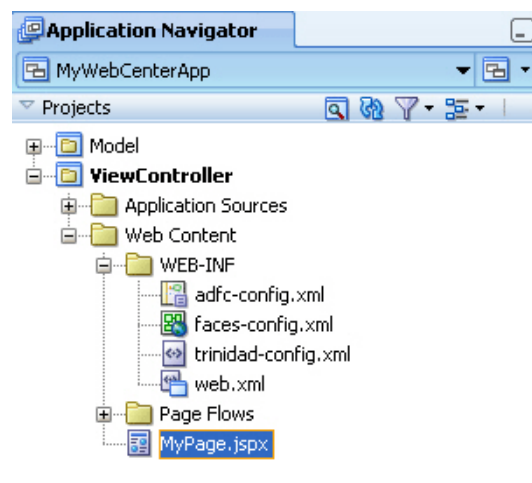 Application Navigator
MyWebCenterApp
Projects
Model
ViewController
Application Sources
Web Content
WEB-INF
adfc-config.xml
faces-config.xml
trinidad-config.xml
web.xml
Page Flows
MyPage.jspx